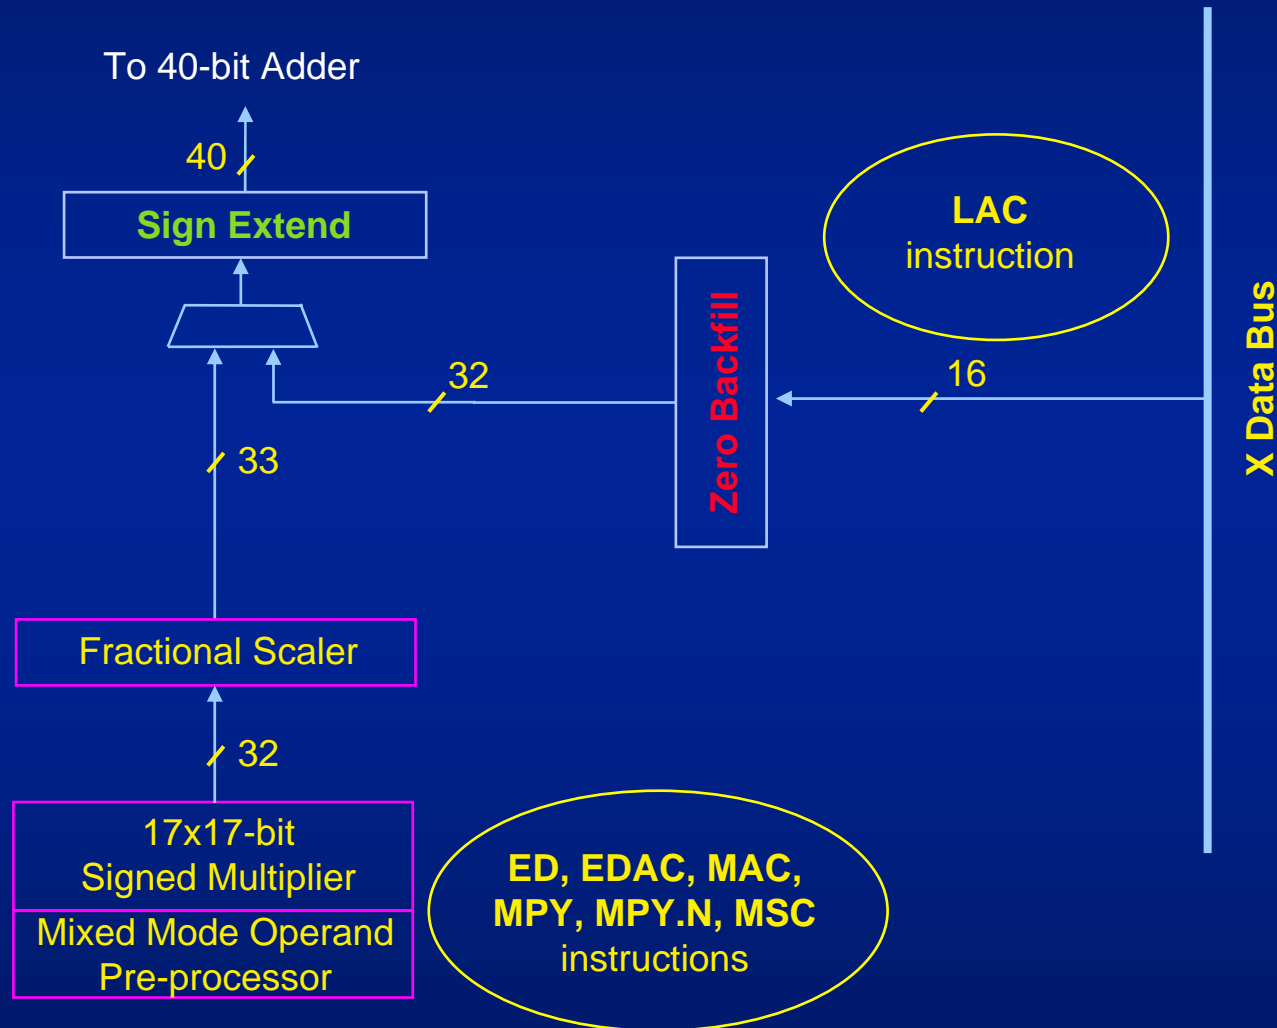 To 40-bit Adder
40
Sign Extend
LAC
instruction
X Data Bus
Zero Backfill
32
16
33
Fractional Scaler
32
17x17-bit
Signed Multiplier
Mixed Mode Operand
Pre-processor
ED, EDAC, MAC,
MPY, MPY.N, MSC
instructions